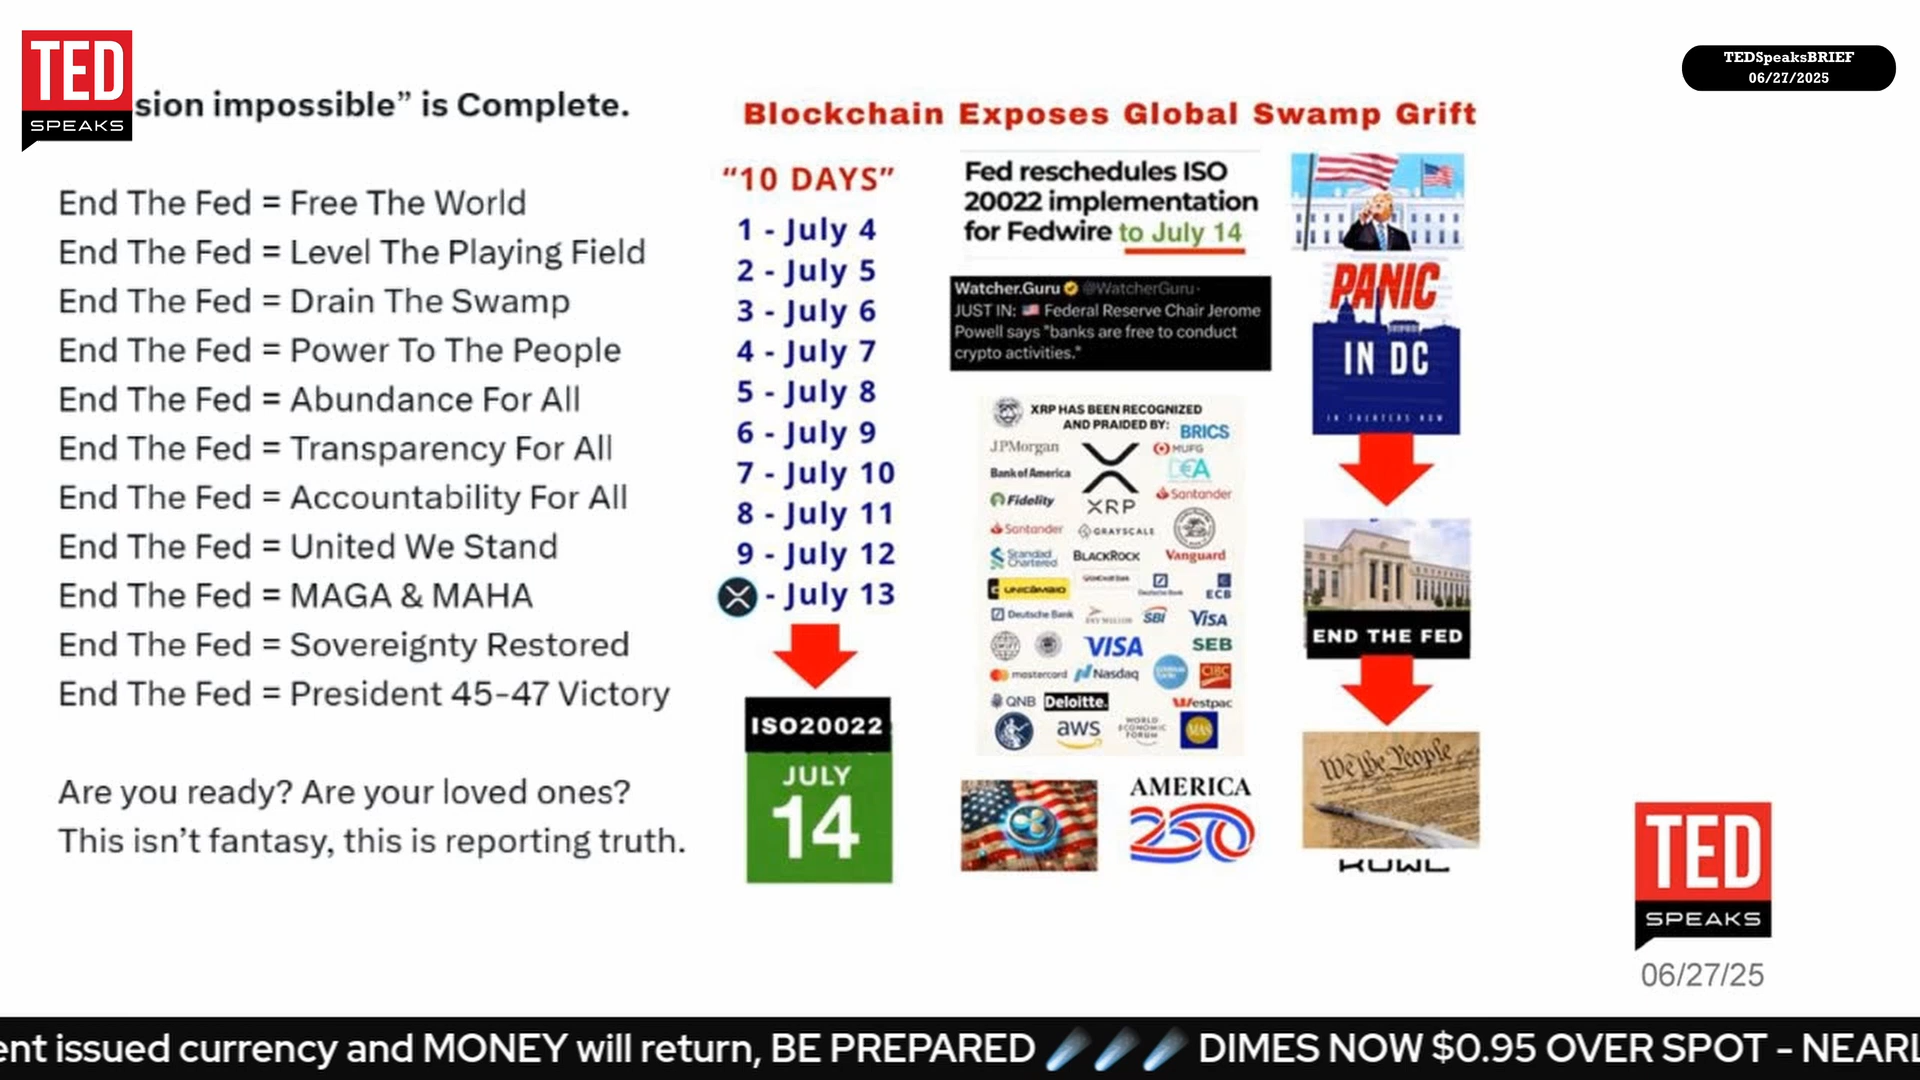 TED
SPEAKS
TEDSpeaksBRIEF
06/27/2025
sion impossible” is Complete.
End The Fed = Free The World
End The Fed = Level The Playing Field
End The Fed = Drain The Swamp
End The Fed = Power To The People
End The Fed = Abundance For All
End The Fed = Transparency For All
End The Fed = Accountability For All
End The Fed = United We Stand
End The Fed = MAGA & MAHA
End The Fed = Sovereignty Restored
End The Fed = President 45-47 Victory
Are you ready? Are your loved ones?
This isn’t fantasy, this is reporting truth.
Blockchain Exposes Global Swamp Grift
“10 DAYS”
1 - July 4
2 - July 5
3 - July 6
4 - July 7
5 - July 8
6 - July 9
7 - July 10
8 - July 11
9 - July 12
- July 13
ISO20022
JULY
14
Fed reschedules ISO
20022 implementation
for Fedwire to July 14
Watcher.Guru @WatcherGuru·
JUST IN: 🇺🇸 Federal Reserve Chair Jerome
Powell says "banks are free to conduct
crypto activities."
XRP HAS BEEN RECOGNIZED
AND PRAIDED BY:
BRICS
J.P.Morgan
MUFG
Bank of America
Fidelity
XRP
Santander
Santander
GRAYSCALE
Standard
Chartered
BLACKROCK
Vanguard
UNICÂMBIO
Deutsche Bank
ECB
Deutsche Bank
SBI
VISA
SWIFT
VISA
SEB
mastercard
Nasdaq
CIBC
QNB
Deloitte.
Westpac
aws
WORLD
ECONOMIC
FORUM
MAS
AMERICA
250
PANIC
IN DC
IN THEATERS NOW
END THE FED
We the People
KUWL
TED
SPEAKS
06/27/25
ent issued currency and MONEY will return, BE PREPARED ☄️☄️☄️ DIMES NOW $0.95 OVER SPOT - NEARL